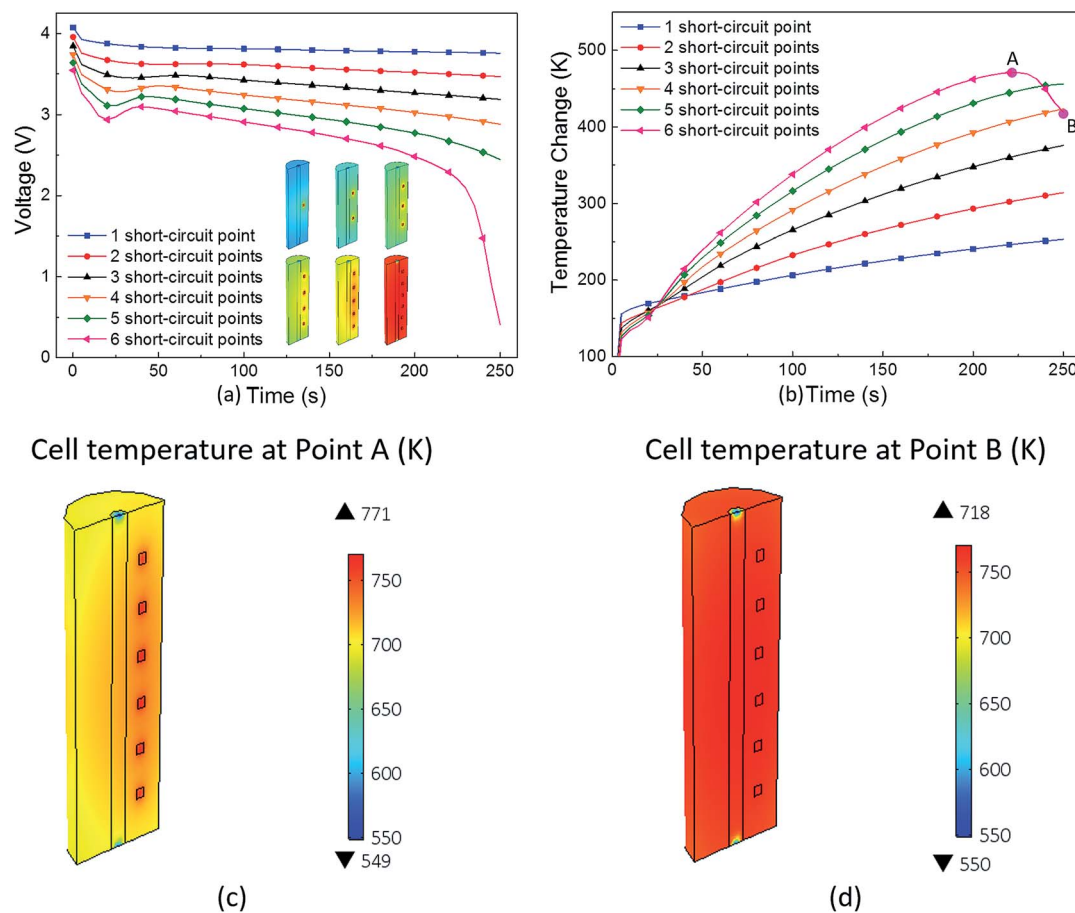 4
3
2
1
0
Voltage (V)
1 short-circuit point
2 short-circuit points
3 short-circuit points
4 short-circuit points
5 short-circuit points
6 short-circuit points
0 50 100 150 200 250
(a) Time (s)
500
450
400
350
300
250
200
150
100
Temperature Change (K)
1 short-circuit point
2 short-circuit points
3 short-circuit points
4 short-circuit points
5 short-circuit points
6 short-circuit points
A
B
0 50 100 150 200 250
(b) Time (s)
Cell temperature at Point A (K)
▲ 771
750
700
650
600
550
▼ 549
(c)
Cell temperature at Point B (K)
▲ 718
750
700
650
600
550
▼ 550
(d)